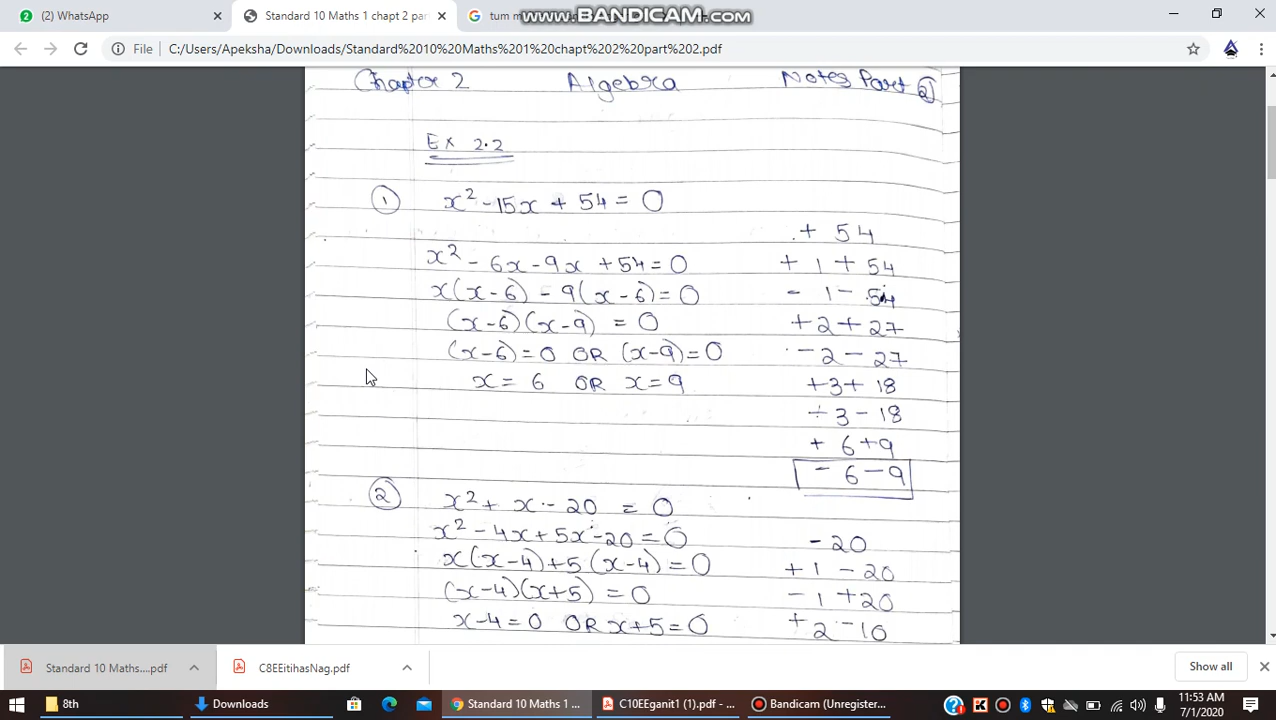 (2) WhatsApp
Standard 10 Maths 1 chapt 2 par
tum m
www.BANDICAM.com
File
C:/Users/Apeksha/Downloads/Standard%2010%20Maths%201%20chapt%202%20part%202.pdf
Chapter 2 Algebra Notes Part ②
Ex 2.2
① x² - 15x + 54 = 0
+ 54
x² - 6x - 9x + 54 = 0
+ 1 + 54
x(x-6) - 9(x-6) = 0
- 1 - 54
(x-6)(x-9) = 0
+2+27
(x-6) = 0 OR (x-9) = 0
-2-27
x = 6 OR x = 9
+3+18
-3-18
+ 6+9
- 6-9
② x² + x - 20 = 0
x² - 4x + 5x - 20 = 0
- 20
x(x-4)+5(x-4) = 0
+1 -20
(x-4)(x+5) = 0
-1 +20
x-4=0 OR x+5=0
+2 -10
Standard 10 Maths....pdf
C8EEitihasNag.pdf
Show all
8th
Downloads
Standard 10 Maths 1 ...
C10EEganit1 (1).pdf - ...
Bandicam (Unregister...
11:53 AM
7/1/2020